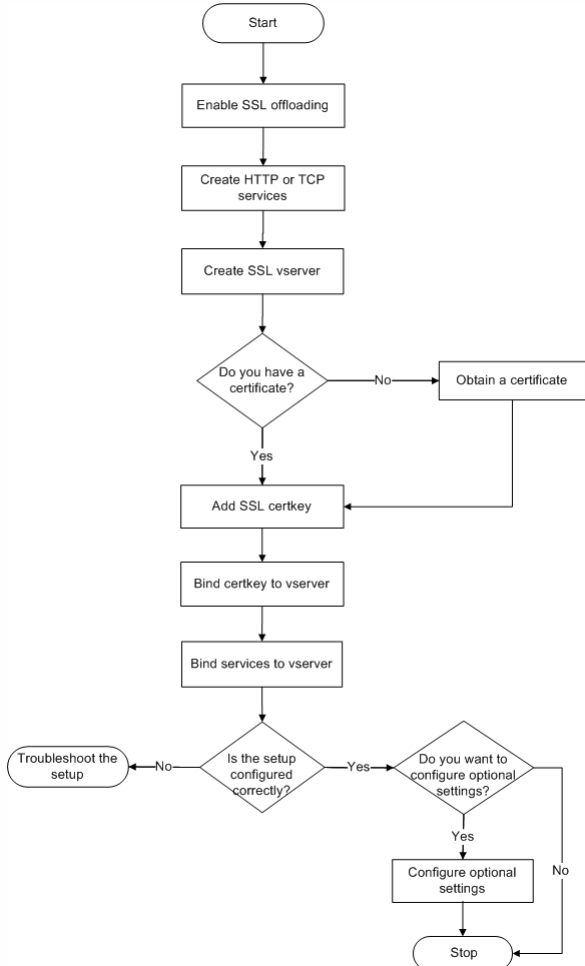 Start
Enable SSL offloading
Create HTTP or TCP
services
Create SSL vserver
Do you have a
certificate?
No
Obtain a certificate
Yes
Add SSL certkey
Bind certkey to vserver
Bind services to vserver
Troubleshoot the
setup
No
Is the setup
configured
correctly?
Yes
Do you want to
configure optional
settings?
Yes
No
Configure optional
settings
Stop